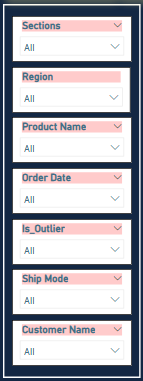 Sections
All
Region
All
Product Name
All
Order Date
All
Is_Outlier
All
Ship Mode
All
Customer Name
All